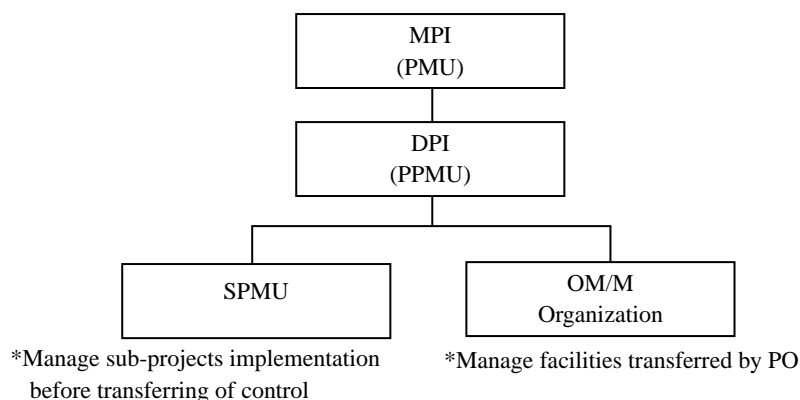 MPI
(PMU)
DPI
(PPMU)
SPMU
OM/M
Organization
*Manage sub-projects implementation
before transferring of control
*Manage facilities transferred by PO